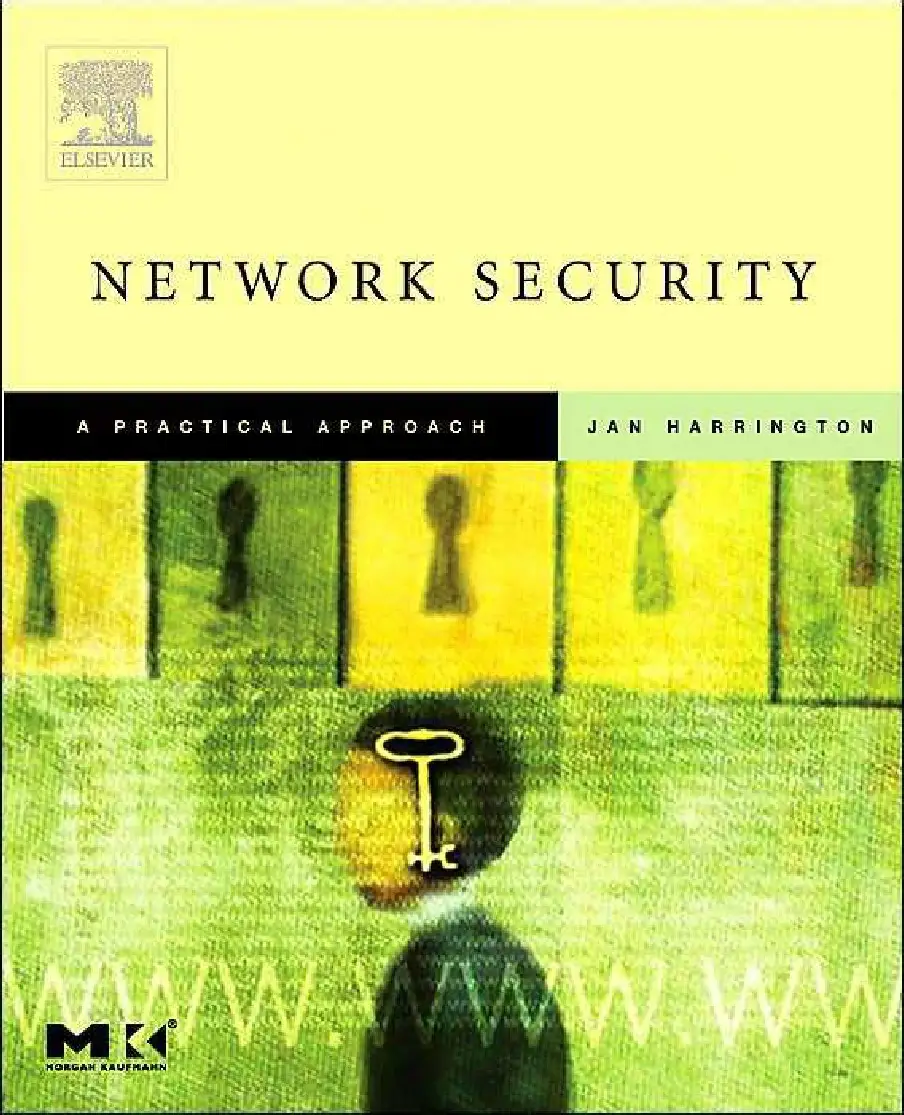 ELSEVIER
NETWORK SECURITY
A PRACTICAL APPROACH
JAN HARRINGTON
WWW.WWW.WW
MK®
MORGAN KAUFMANN